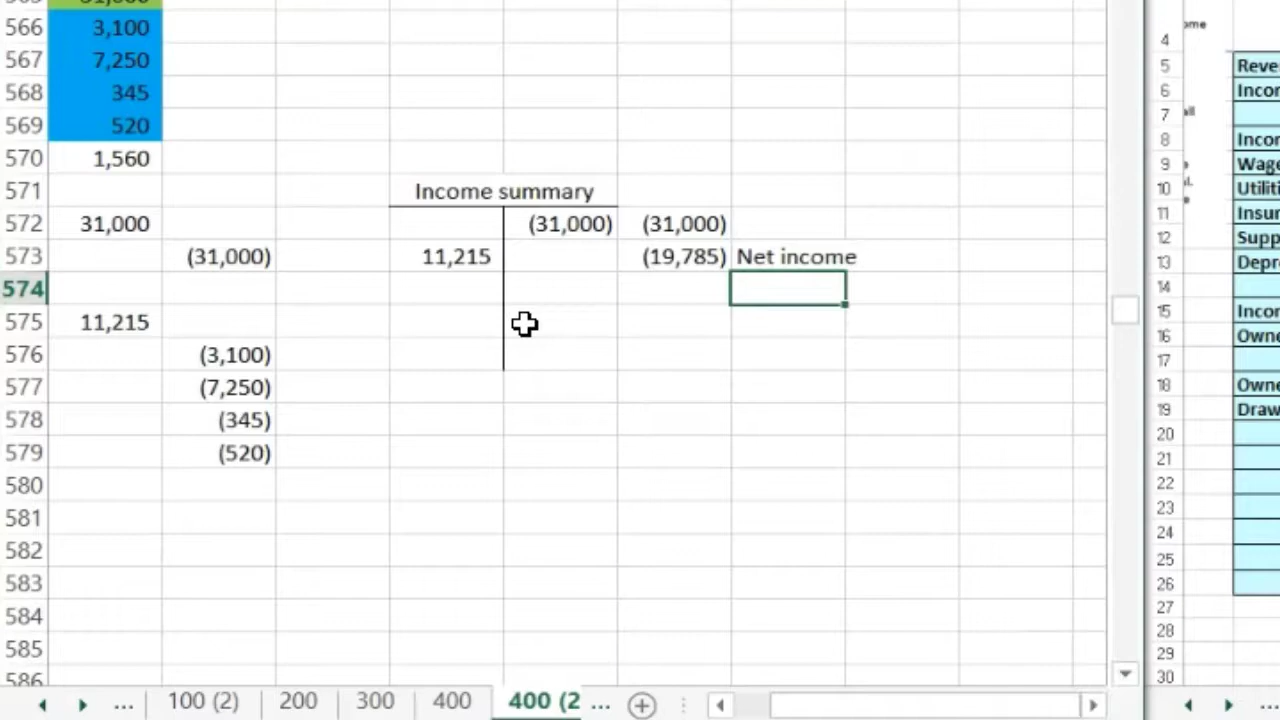 566 3,100
567 7,250
568 345
569 520
570 1,560
571 Income summary
572 31,000 (31,000) (31,000)
573 (31,000) 11,215 (19,785) Net income
574
575 11,215
576 (3,100)
577 (7,250)
578 (345)
579 (520)
580
581
582
583
584
585
586
... 100 (2) 200 300 400 400 (2 ...
ome
4
5 Reve
6 Incor
7 all
8 Incor
9 Wage
10 Utiliti
11 Insur
12 Supp
13 Depr
14
15 Incor
16 Owne
17
18 Owne
19 Draw
20
21
22
23
24
25
26
27
28
29
30
...